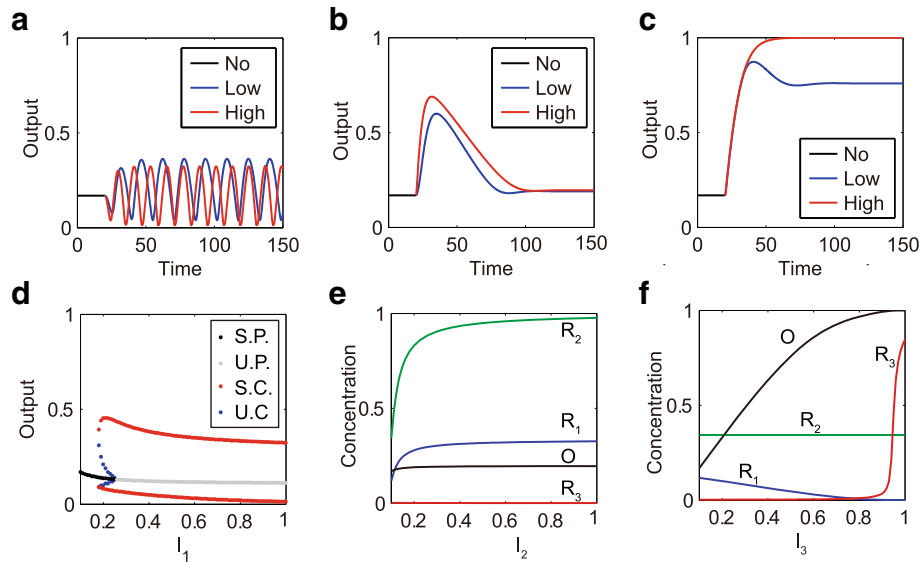 a
1
0.5
0
Output
No
Low
High
0 50 100 150
Time
b
1
0.5
0
Output
No
Low
High
0 50 100 150
Time
c
1
0.5
0
Output
No
Low
High
0 50 100 150
Time
d
1
0.5
0
Output
S.P.
U.P.
S.C.
U.C
0.2 0.4 0.6 0.8 1
I₁
e
1
0.5
0
Concentration
R₂
R₁
O
R₃
0.2 0.4 0.6 0.8 1
I₂
f
1
0.5
0
Concentration
O
R₃
R₂
R₁
0.2 0.4 0.6 0.8 1
I₃